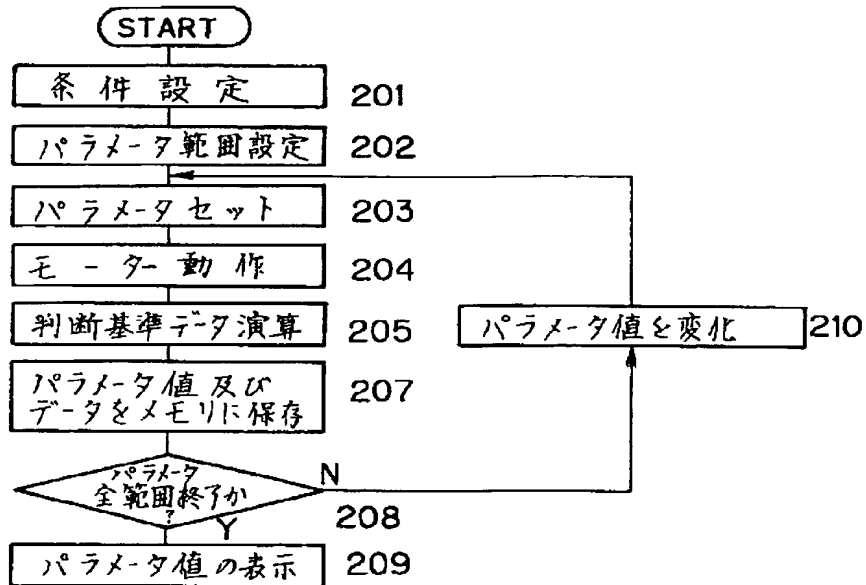 START
条件設定 201
パラメータ範囲設定 202
パラメータセット 203
モーター動作 204
判断基準データ演算 205
パラメータ値を変化 210
パラメータ値及び
データをメモリに保存 207
パラメータ
全範囲終了か
?
N
Y
208
パラメータ値の表示 209